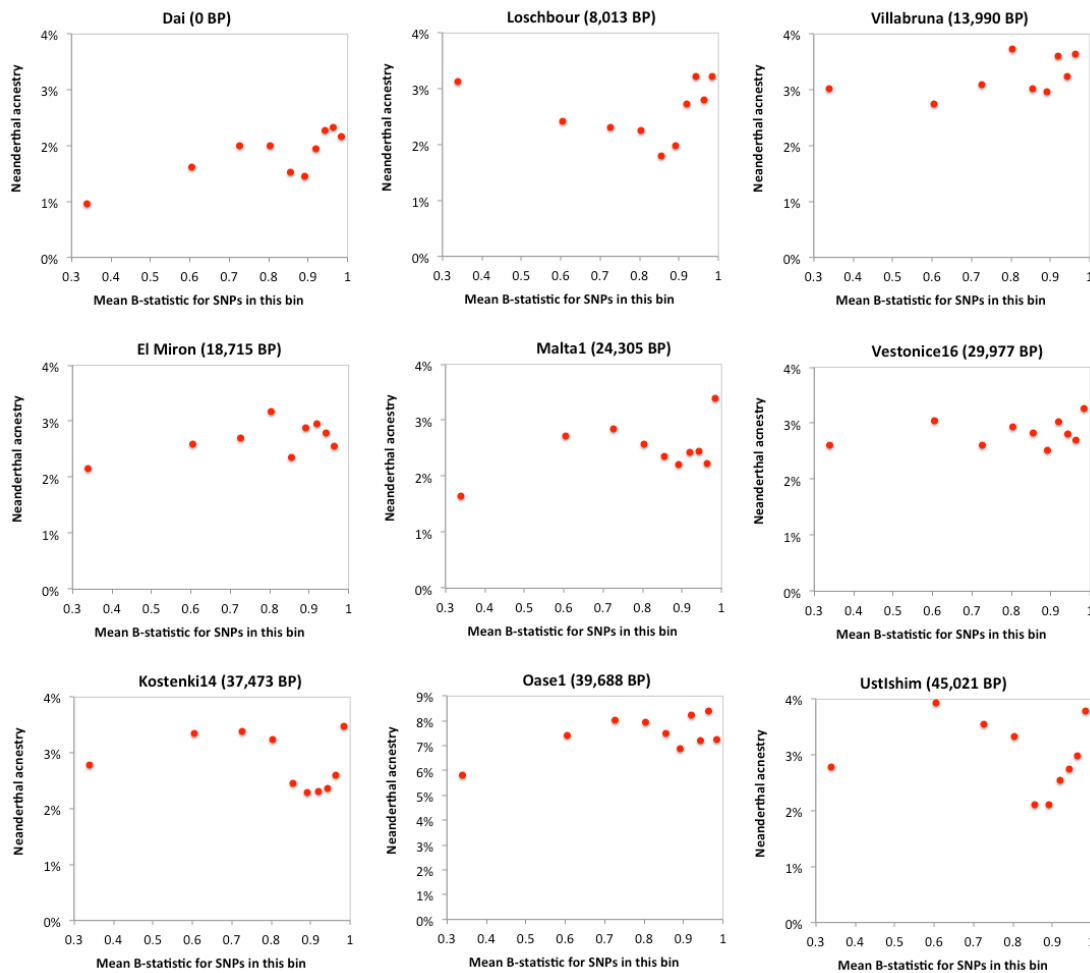 Dai (0 BP)
4%
3%
2%
1%
0%
Neanderthal acnestry
0.3 0.4 0.5 0.6 0.7 0.8 0.9 1
Mean B-statistic for SNPs in this bin
Loschbour (8,013 BP)
4%
3%
2%
1%
0%
Neanderthal acnestry
0.3 0.4 0.5 0.6 0.7 0.8 0.9 1
Mean B-statistic for SNPs in this bin
Villabruna (13,990 BP)
4%
3%
2%
1%
0%
Neanderthal acnestry
0.3 0.4 0.5 0.6 0.7 0.8 0.9 1
Mean B-statistic for SNPs in this bin
El Miron (18,715 BP)
4%
3%
2%
1%
0%
Neanderthal acnestry
0.3 0.4 0.5 0.6 0.7 0.8 0.9 1
Mean B-statistic for SNPs in this bin
Malta1 (24,305 BP)
4%
3%
2%
1%
0%
Neanderthal acnestry
0.3 0.4 0.5 0.6 0.7 0.8 0.9 1
Mean B-statistic for SNPs in this bin
Vestonice16 (29,977 BP)
4%
3%
2%
1%
0%
Neanderthal acnestry
0.3 0.4 0.5 0.6 0.7 0.8 0.9 1
Mean B-statistic for SNPs in this bin
Kostenki14 (37,473 BP)
4%
3%
2%
1%
0%
Neanderthal acnestry
0.3 0.4 0.5 0.6 0.7 0.8 0.9 1
Mean B-statistic for SNPs in this bin
Oase1 (39,688 BP)
9%
8%
7%
6%
5%
4%
3%
2%
1%
0%
Neanderthal acnestry
0.3 0.4 0.5 0.6 0.7 0.8 0.9 1
Mean B-statistic for SNPs in this bin
UstIshim (45,021 BP)
4%
3%
2%
1%
0%
Neanderthal acnestry
0.3 0.4 0.5 0.6 0.7 0.8 0.9 1
Mean B-statistic for SNPs in this bin